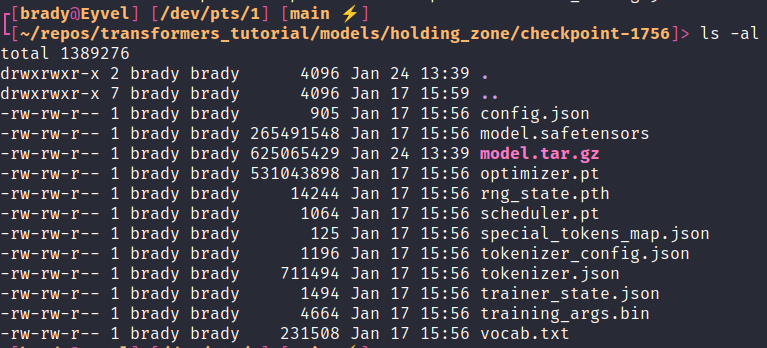 [brady@Eyvel] [/dev/pts/1] [main ⚡]
[~/repos/transformers_tutorial/models/holding_zone/checkpoint-1756]> ls -al
total 1389276
drwxrwxr-x 2 brady brady      4096 Jan 24 13:39 .
drwxrwxr-x 7 brady brady      4096 Jan 17 15:59 ..
-rw-rw-r-- 1 brady brady       905 Jan 17 15:56 config.json
-rw-rw-r-- 1 brady brady 265491548 Jan 17 15:56 model.safetensors
-rw-rw-r-- 1 brady brady 625065429 Jan 24 13:39 model.tar.gz
-rw-rw-r-- 1 brady brady 531043898 Jan 17 15:56 optimizer.pt
-rw-rw-r-- 1 brady brady     14244 Jan 17 15:56 rng_state.pth
-rw-rw-r-- 1 brady brady      1064 Jan 17 15:56 scheduler.pt
-rw-rw-r-- 1 brady brady       125 Jan 17 15:56 special_tokens_map.json
-rw-rw-r-- 1 brady brady      1196 Jan 17 15:56 tokenizer_config.json
-rw-rw-r-- 1 brady brady    711494 Jan 17 15:56 tokenizer.json
-rw-rw-r-- 1 brady brady      1494 Jan 17 15:56 trainer_state.json
-rw-rw-r-- 1 brady brady      4664 Jan 17 15:56 training_args.bin
-rw-rw-r-- 1 brady brady    231508 Jan 17 15:56 vocab.txt